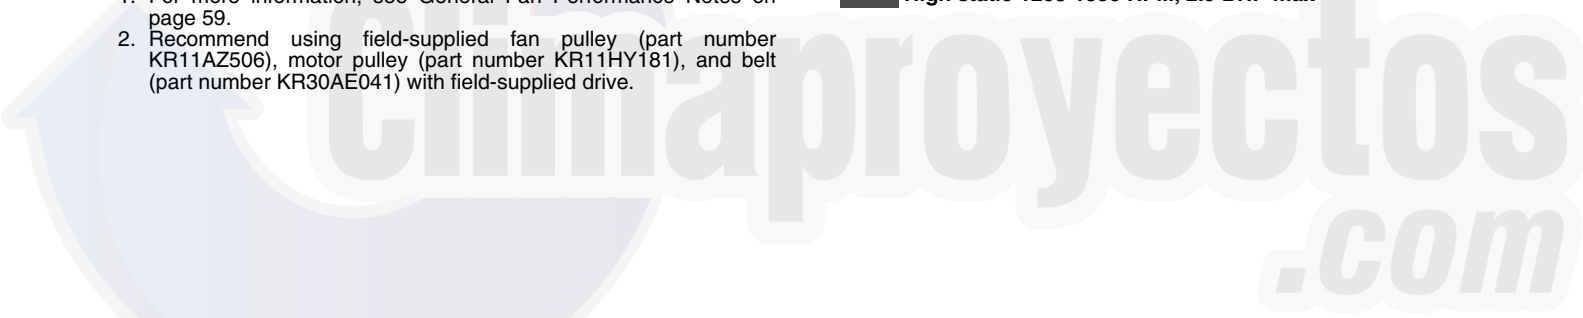 page 59.
2. Recommend using field-supplied fan pulley (part number
KR11AZ506), motor pulley (part number KR11HY181), and belt
(part number KR30AE041) with field-supplied drive.
climaproyectos
.com